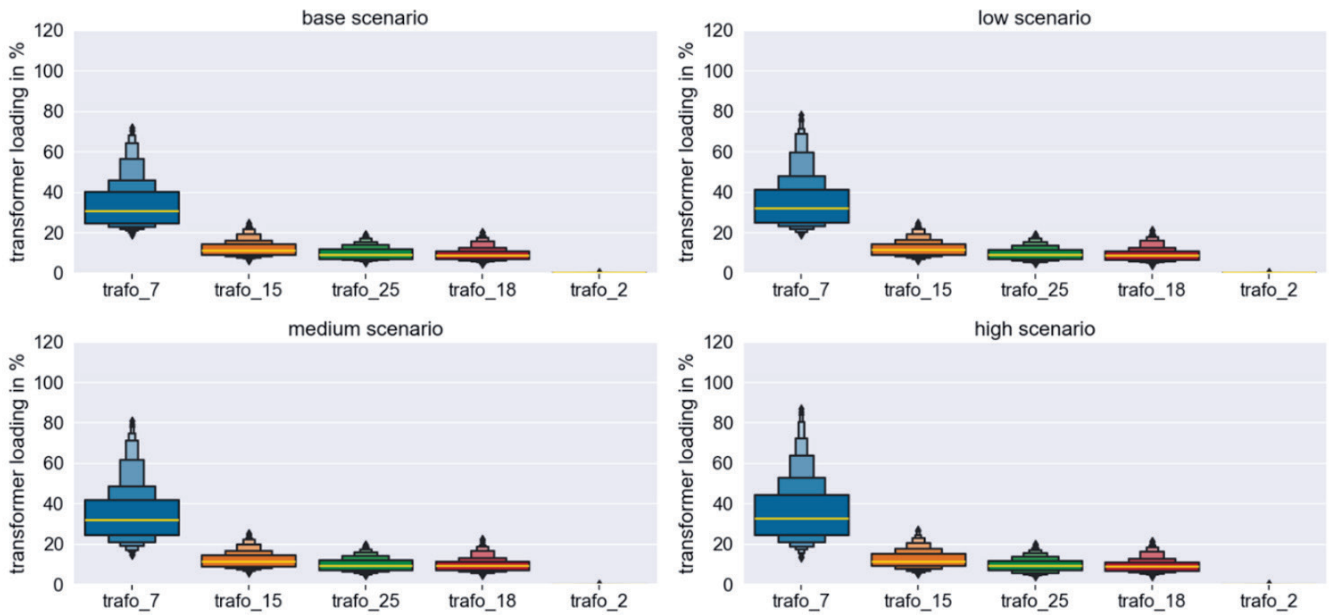 base scenario
transformer loading in %
120
100
80
60
40
20
0
trafo_7 trafo_15 trafo_25 trafo_18 trafo_2
low scenario
transformer loading in %
120
100
80
60
40
20
0
trafo_7 trafo_15 trafo_25 trafo_18 trafo_2
medium scenario
transformer loading in %
120
100
80
60
40
20
0
trafo_7 trafo_15 trafo_25 trafo_18 trafo_2
high scenario
transformer loading in %
120
100
80
60
40
20
0
trafo_7 trafo_15 trafo_25 trafo_18 trafo_2